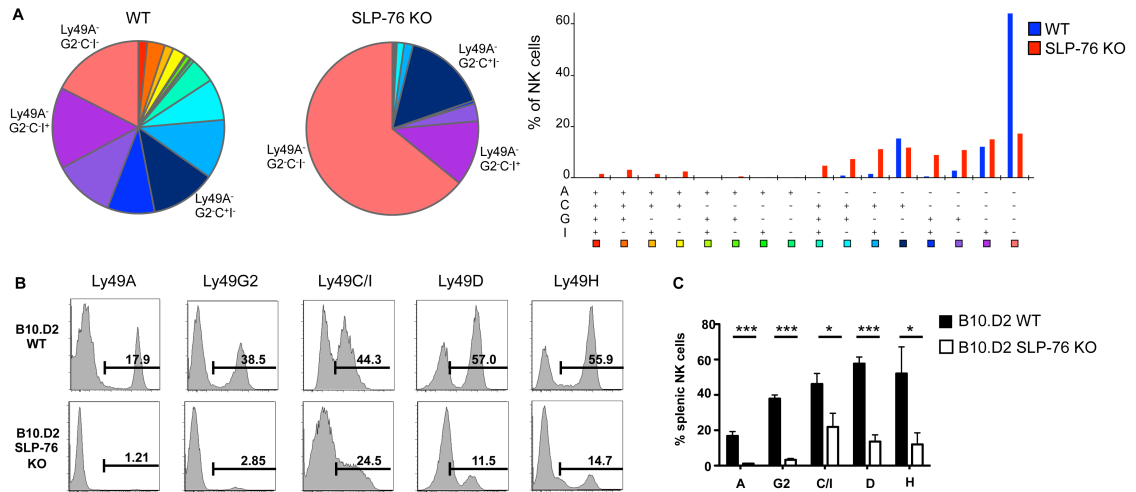 A
WT
Ly49A-
G2-C-I-
Ly49A-
G2-C-I+
Ly49A-
G2-C+I-
SLP-76 KO
Ly49A-
G2-C+I-
Ly49A-
G2-C-I-
Ly49A-
G2-C-I+
% of NK cells
60
40
20
0
WT
SLP-76 KO
A + + + + + + + + - - - - - - - -
C + + + + - - - - + + + + - - - -
G + + - - + + - - + + - - + + - -
I + - + - + - + - + - + - + - + -
B
Ly49A Ly49G2 Ly49C/I Ly49D Ly49H
B10.D2
WT
17.9 38.5 44.3 57.0 55.9
B10.D2
SLP-76
KO
1.21 2.85 24.5 11.5 14.7
C
B10.D2 WT
B10.D2 SLP-76 KO
% splenic NK cells
80
60
40
20
0
*** *** * *** *
A G2 C/I D H